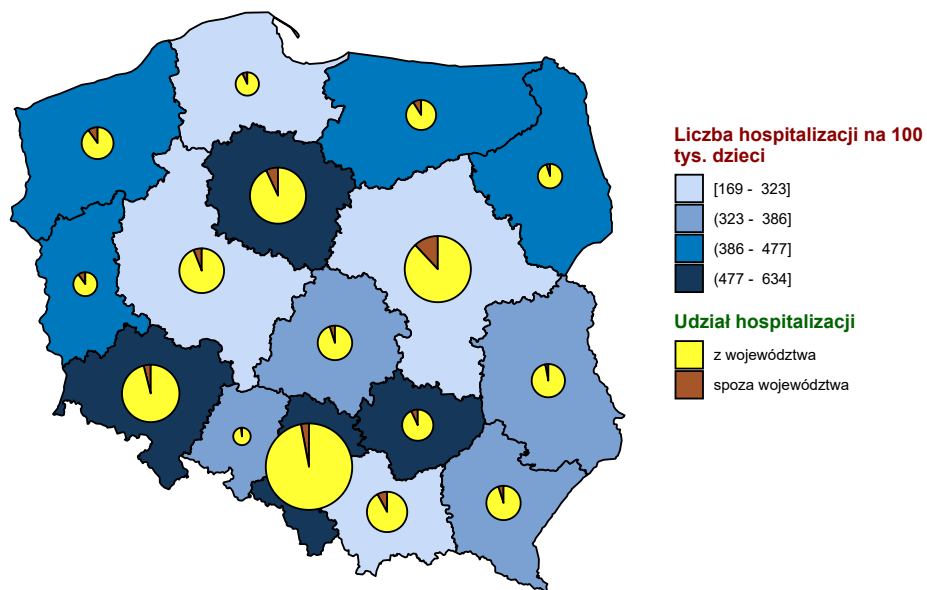 Liczba hospitalizacji na 100
tys. dzieci
[169 - 323]
(323 - 386]
(386 - 477]
(477 - 634]
Udział hospitalizacji
z województwa
spoza województwa